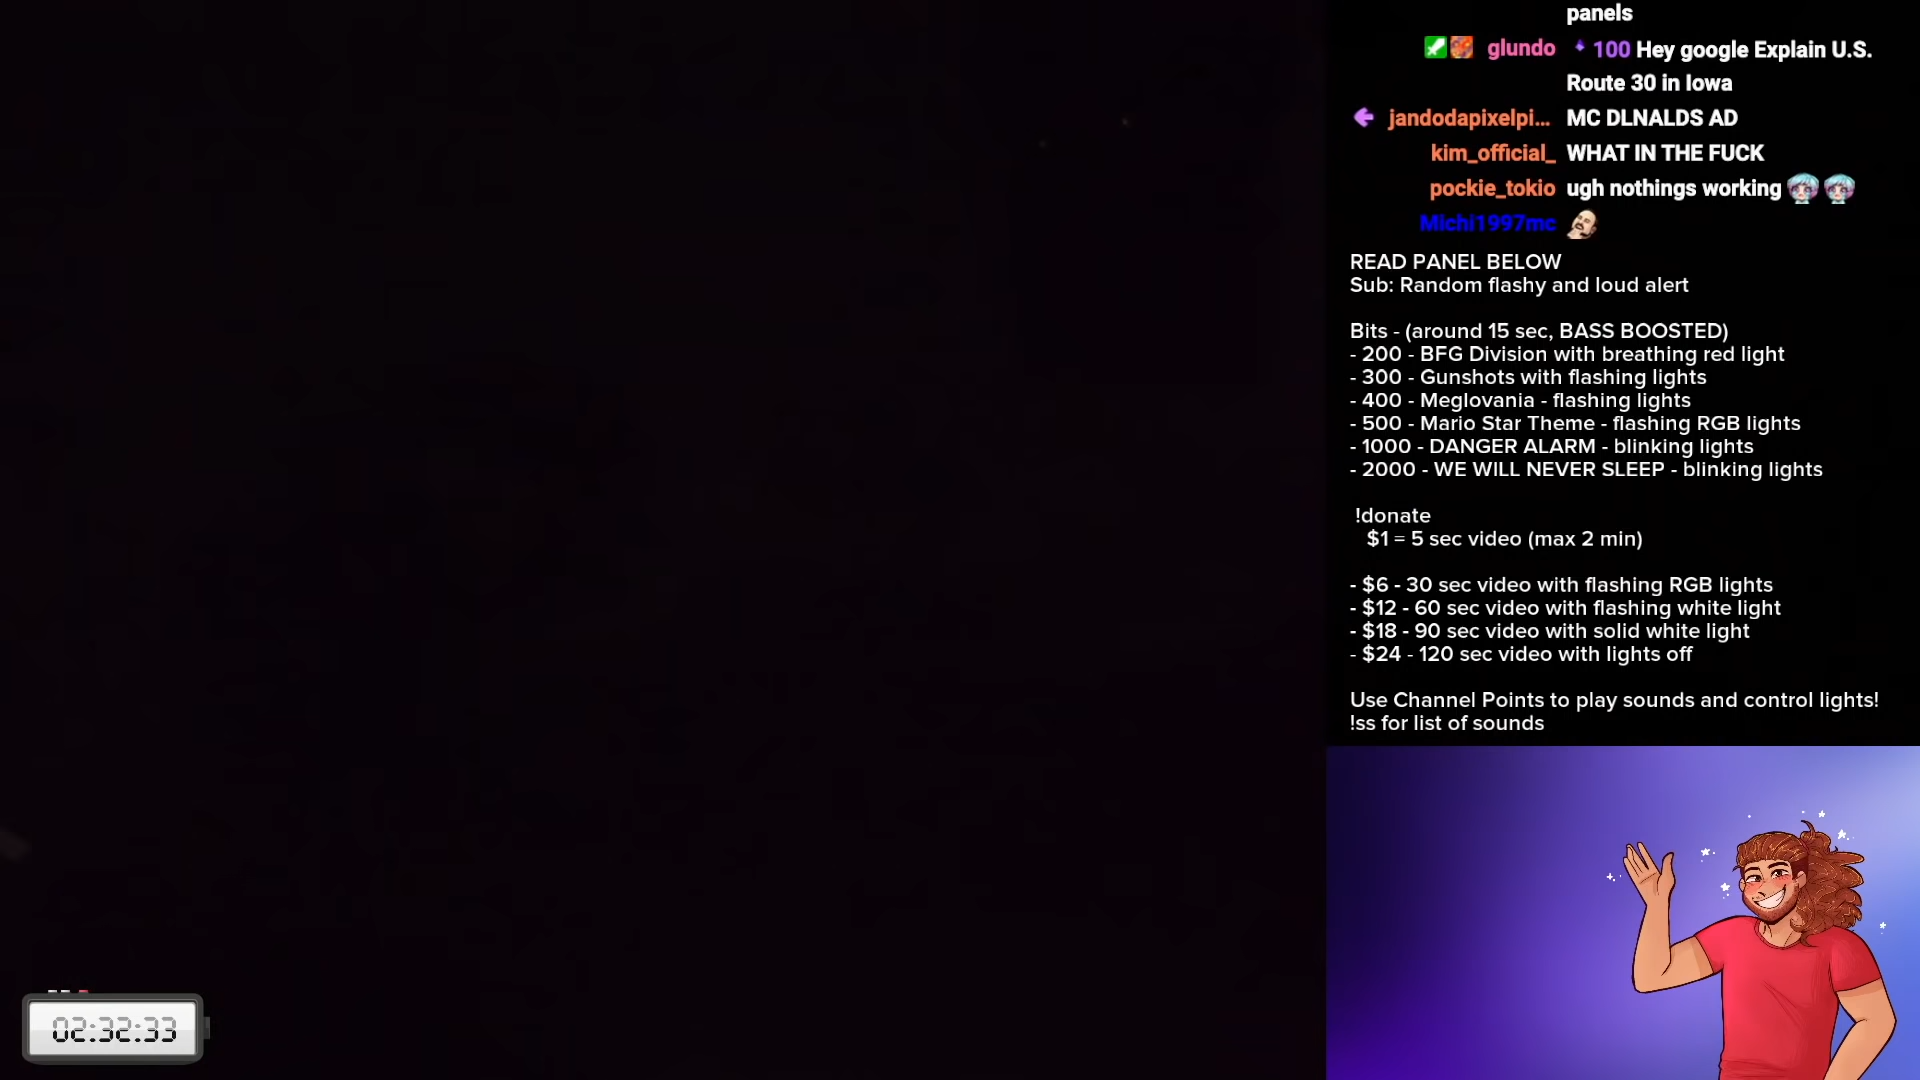 panels
glundo 100 Hey google Explain U.S.
Route 30 in Iowa
jandodapixelpi... MC DLNALDS AD
kim_official_ WHAT IN THE FUCK
pockie_tokio ugh nothings working
Michi1997mc
READ PANEL BELOW
Sub: Random flashy and loud alert
Bits - (around 15 sec, BASS BOOSTED)
- 200 - BFG Division with breathing red light
- 300 - Gunshots with flashing lights
- 400 - Meglovania - flashing lights
- 500 - Mario Star Theme - flashing RGB lights
- 1000 - DANGER ALARM - blinking lights
- 2000 - WE WILL NEVER SLEEP - blinking lights
!donate
$1 = 5 sec video (max 2 min)
- $6 - 30 sec video with flashing RGB lights
- $12 - 60 sec video with flashing white light
- $18 - 90 sec video with solid white light
- $24 - 120 sec video with lights off
Use Channel Points to play sounds and control lights!
!ss for list of sounds
02:32:33